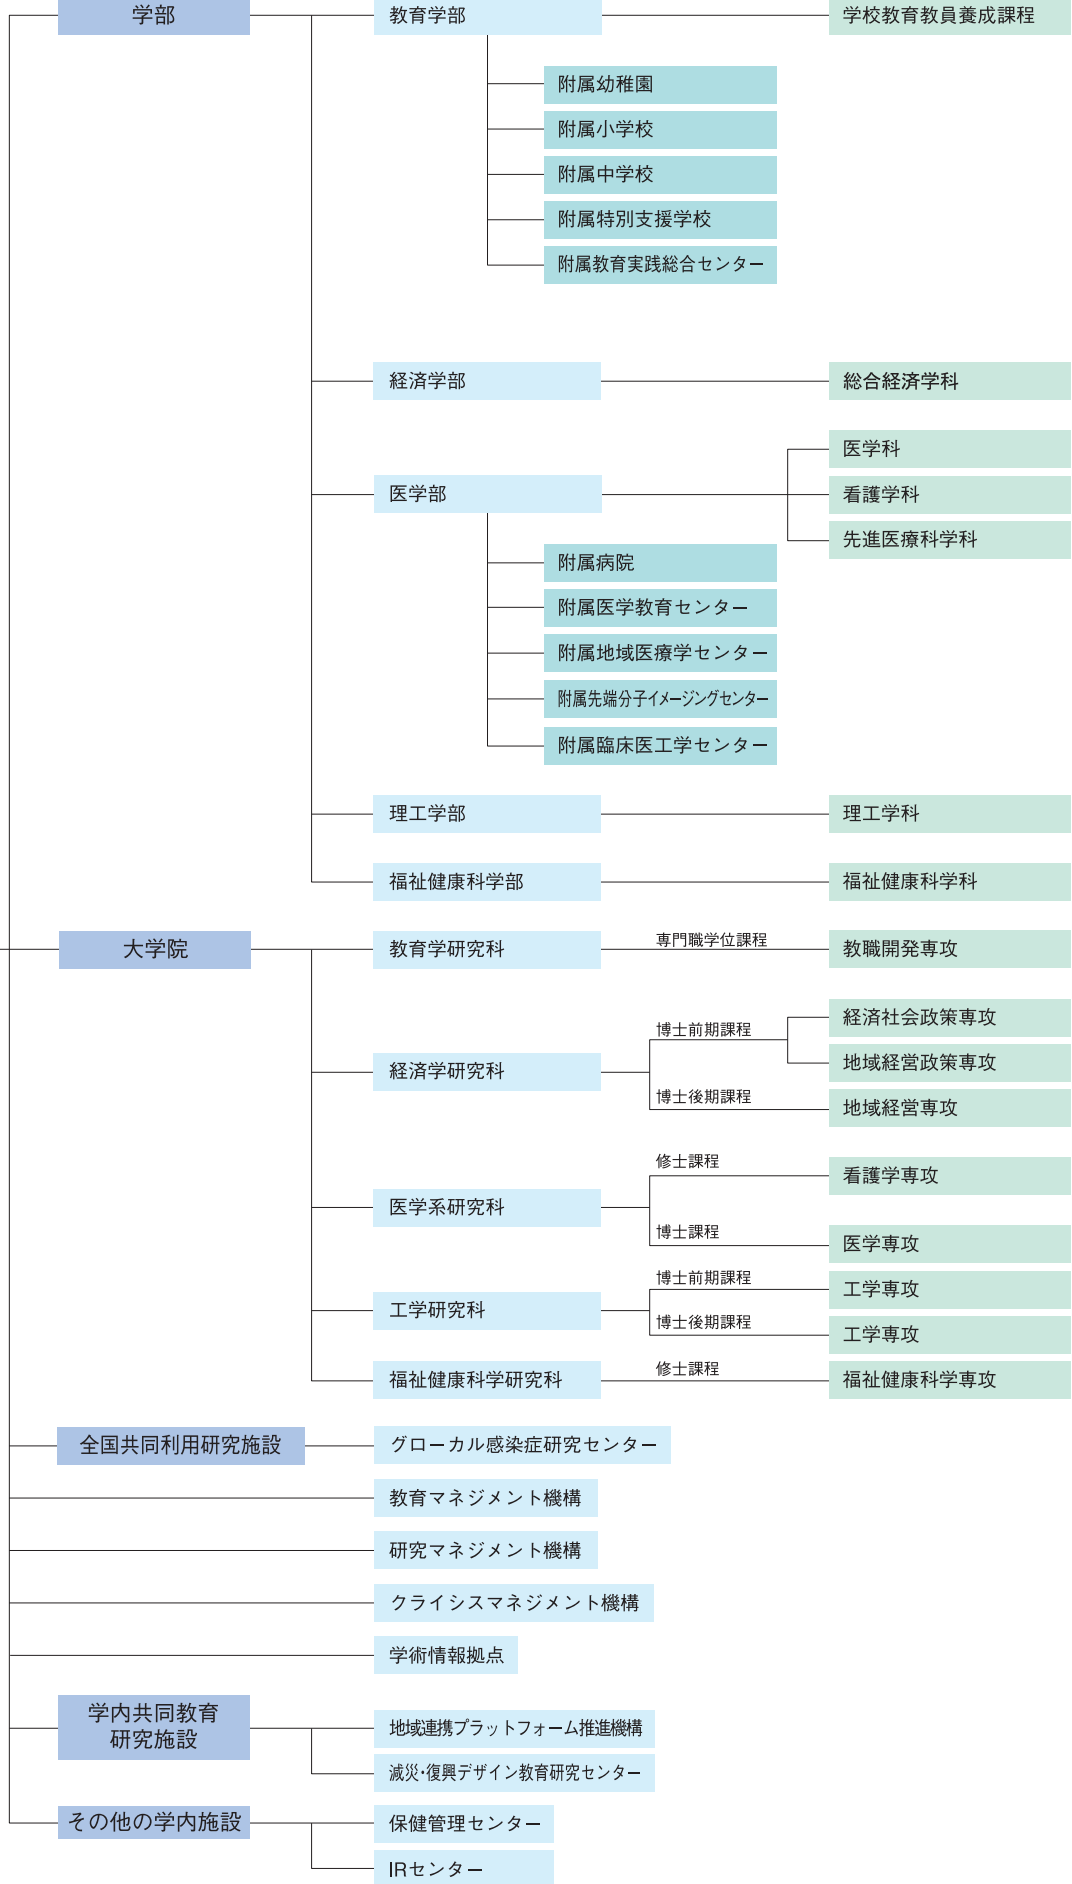 学部
教育学部
学校教育教員養成課程
附属幼稚園
附属小学校
附属中学校
附属特別支援学校
附属教育実践総合センター
経済学部
総合経済学科
医学部
医学科
看護学科
先進医療科学科
附属病院
附属医学教育センター
附属地域医療学センター
附属先端分子イメージングセンター
附属臨床医工学センター
理工学部
理工学科
福祉健康科学部
福祉健康科学科
大学院
教育学研究科
専門職学位課程
教職開発専攻
経済学研究科
博士前期課程
経済社会政策専攻
地域経営政策専攻
博士後期課程
地域経営専攻
医学系研究科
修士課程
看護学専攻
博士課程
医学専攻
工学研究科
博士前期課程
工学専攻
博士後期課程
工学専攻
福祉健康科学研究科
修士課程
福祉健康科学専攻
全国共同利用研究施設
グローカル感染症研究センター
教育マネジメント機構
研究マネジメント機構
クライシスマネジメント機構
学術情報拠点
学内共同教育
研究施設
地域連携プラットフォーム推進機構
減災・復興デザイン教育研究センター
その他の学内施設
保健管理センター
IRセンター